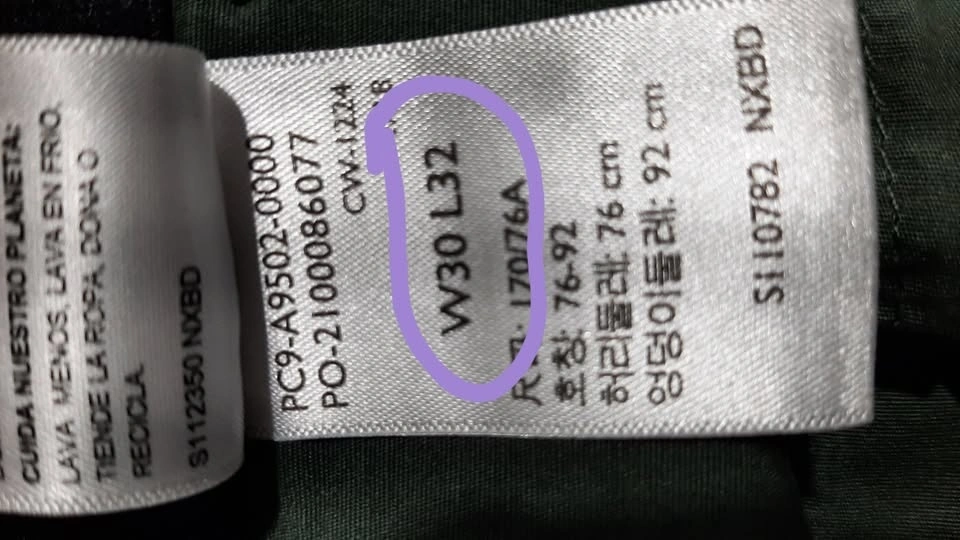 CUIDA NUESTRO PLANETA:
LAVA MENOS, LAVA EN FRIO,
TIENDE LA ROPA, DONA O
RECICLA.
S112350 NXBD
PC9-A9502-0000
PO-2100086077
CW-1224
W30 L32
170/76A
호칭: 76-92
허리둘레: 76 cm
엉덩이둘레: 92 cm
S110782 NXBD